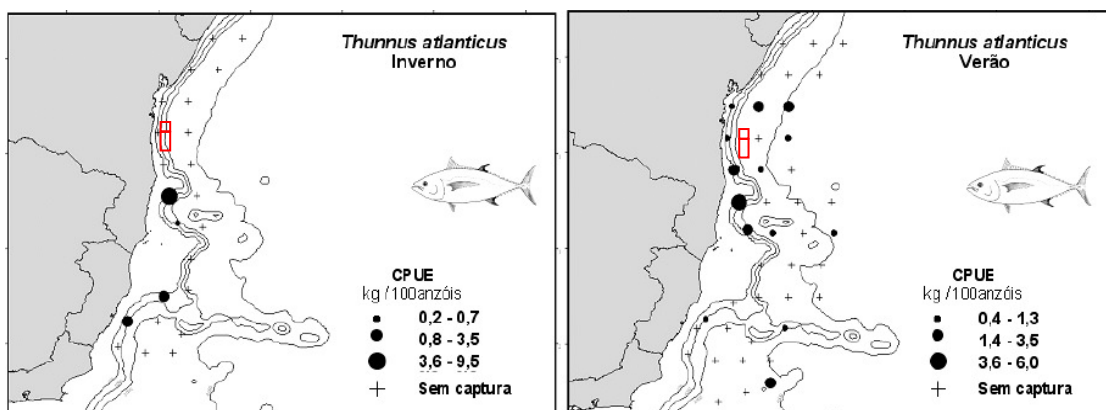 Thunnus atlanticus
Inverno
CPUE
kg /100anzóis
0,2 - 0,7
0,8 - 3,5
3,6 - 9,5
Sem captura
Thunnus atlanticus
Verão
CPUE
kg /100anzóis
0,4 - 1,3
1,4 - 3,5
3,6 - 6,0
Sem captura